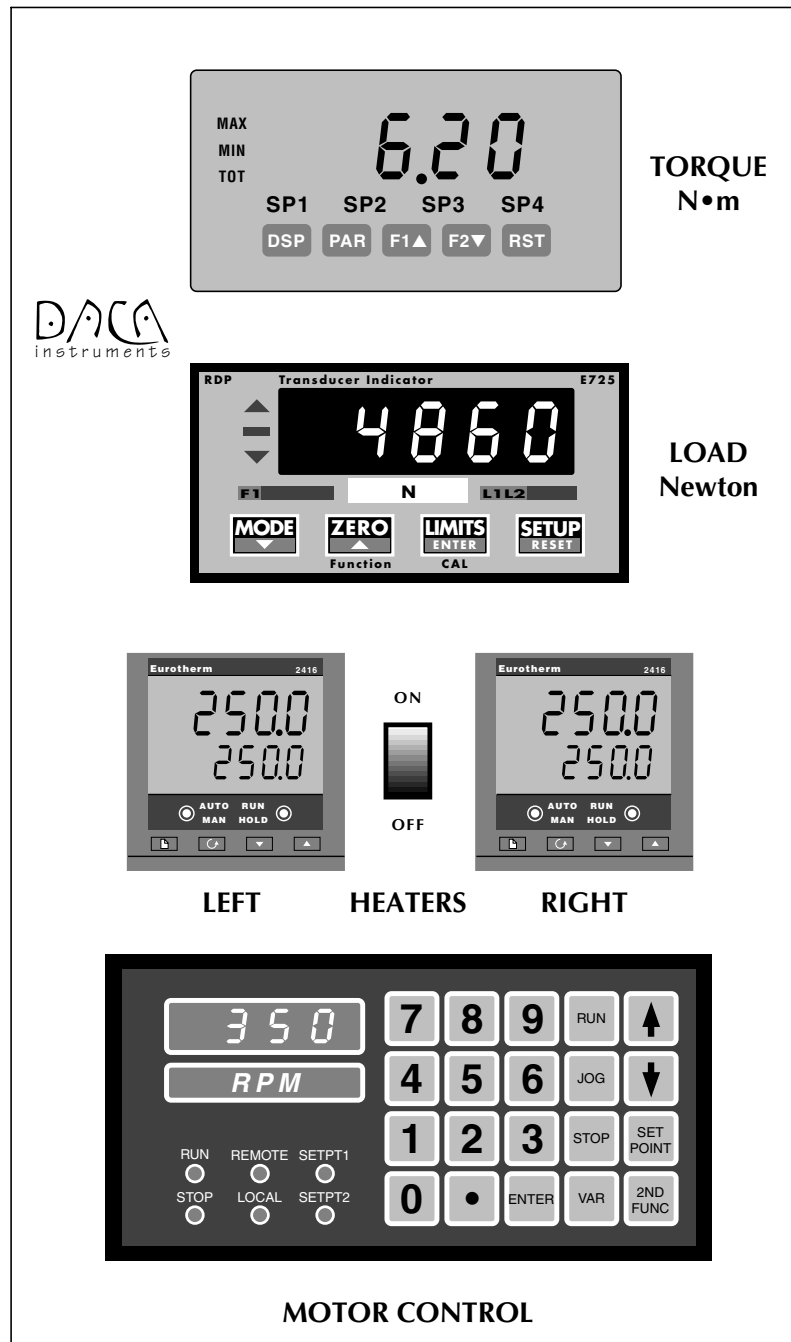 MAX
MIN
TOT
6.20
SP1 SP2 SP3 SP4
DSP PAR F1▲ F2▼ RST
TORQUE
N•m
DACA
instruments
RDP Transducer Indicator E725
4860
F1 N L1 L2
MODE ZERO LIMITS SETUP
▼ ▲ ENTER RESET
Function CAL
LOAD
Newton
Eurotherm 2416
250.0
250.0
AUTO RUN
MAN HOLD
ON
OFF
Eurotherm 2416
250.0
250.0
AUTO RUN
MAN HOLD
LEFT HEATERS RIGHT
350
RPM
RUN REMOTE SETPT1
STOP LOCAL SETPT2
7 8 9 RUN
4 5 6 JOG
1 2 3 STOP SET POINT
0 • ENTER VAR 2ND FUNC
MOTOR CONTROL